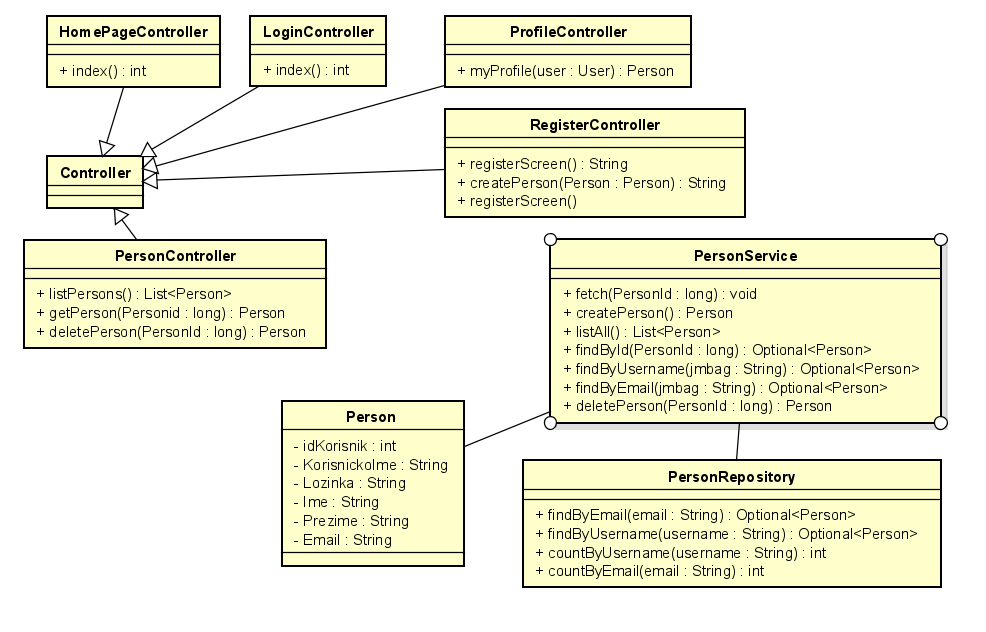 HomePageController
+ index() : int
LoginController
+ index() : int
ProfileController
+ myProfile(user : User) : Person
RegisterController
+ registerScreen() : String
+ createPerson(Person : Person) : String
+ registerScreen()
Controller
PersonController
+ listPersons() : List<Person>
+ getPerson(Personid : long) : Person
+ deletePerson(PersonId : long) : Person
PersonService
+ fetch(PersonId : long) : void
+ createPerson() : Person
+ listAll() : List<Person>
+ findById(PersonId : long) : Optional<Person>
+ findByUsername(jmbag : String) : Optional<Person>
+ findByEmail(jmbag : String) : Optional<Person>
+ deletePerson(PersonId : long) : Person
Person
- idKorisnik : int
- KorisnickoIme : String
- Lozinka : String
- Ime : String
- Prezime : String
- Email : String
PersonRepository
+ findByEmail(email : String) : Optional<Person>
+ findByUsername(username : String) : Optional<Person>
+ countByUsername(username : String) : int
+ countByEmail(email : String) : int